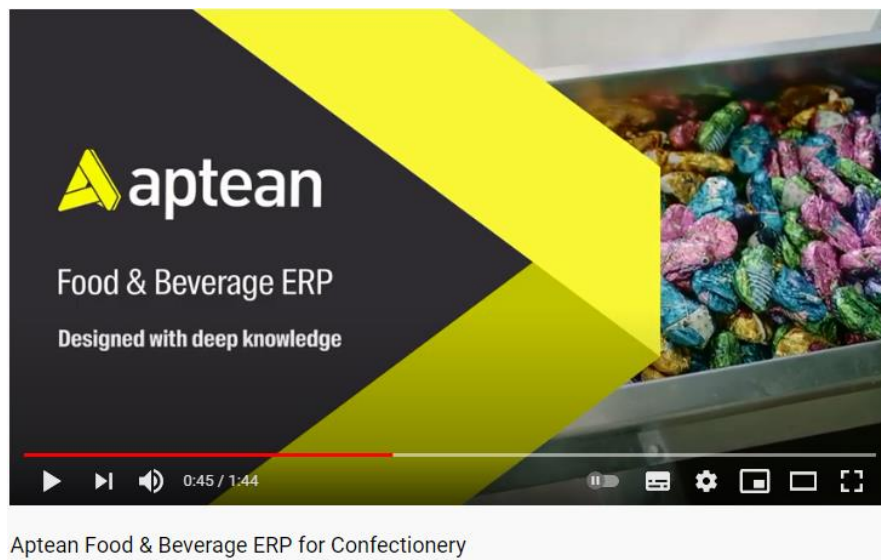 aptean
Food & Beverage ERP
Designed with deep knowledge
0:45 / 1:44
Aptean Food & Beverage ERP for Confectionery